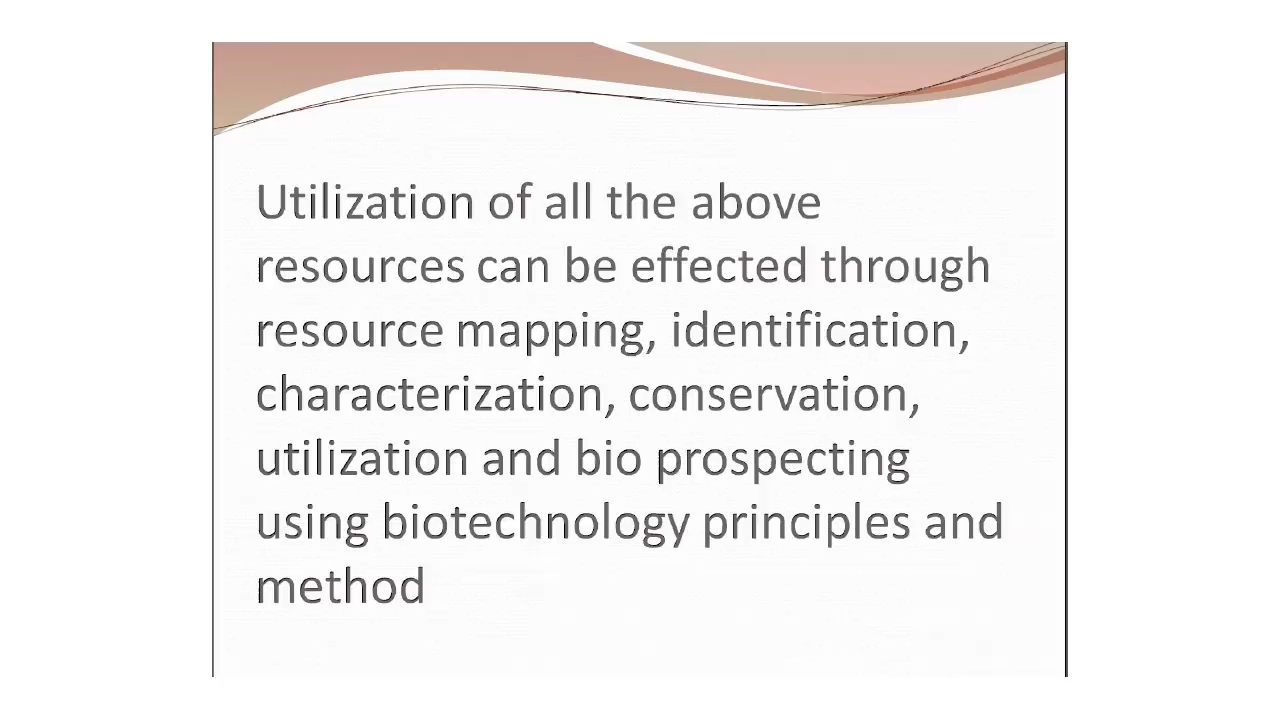 Utilization of all the above
resources can be effected through
resource mapping, identification,
characterization, conservation,
utilization and bio prospecting
using biotechnology principles and
method